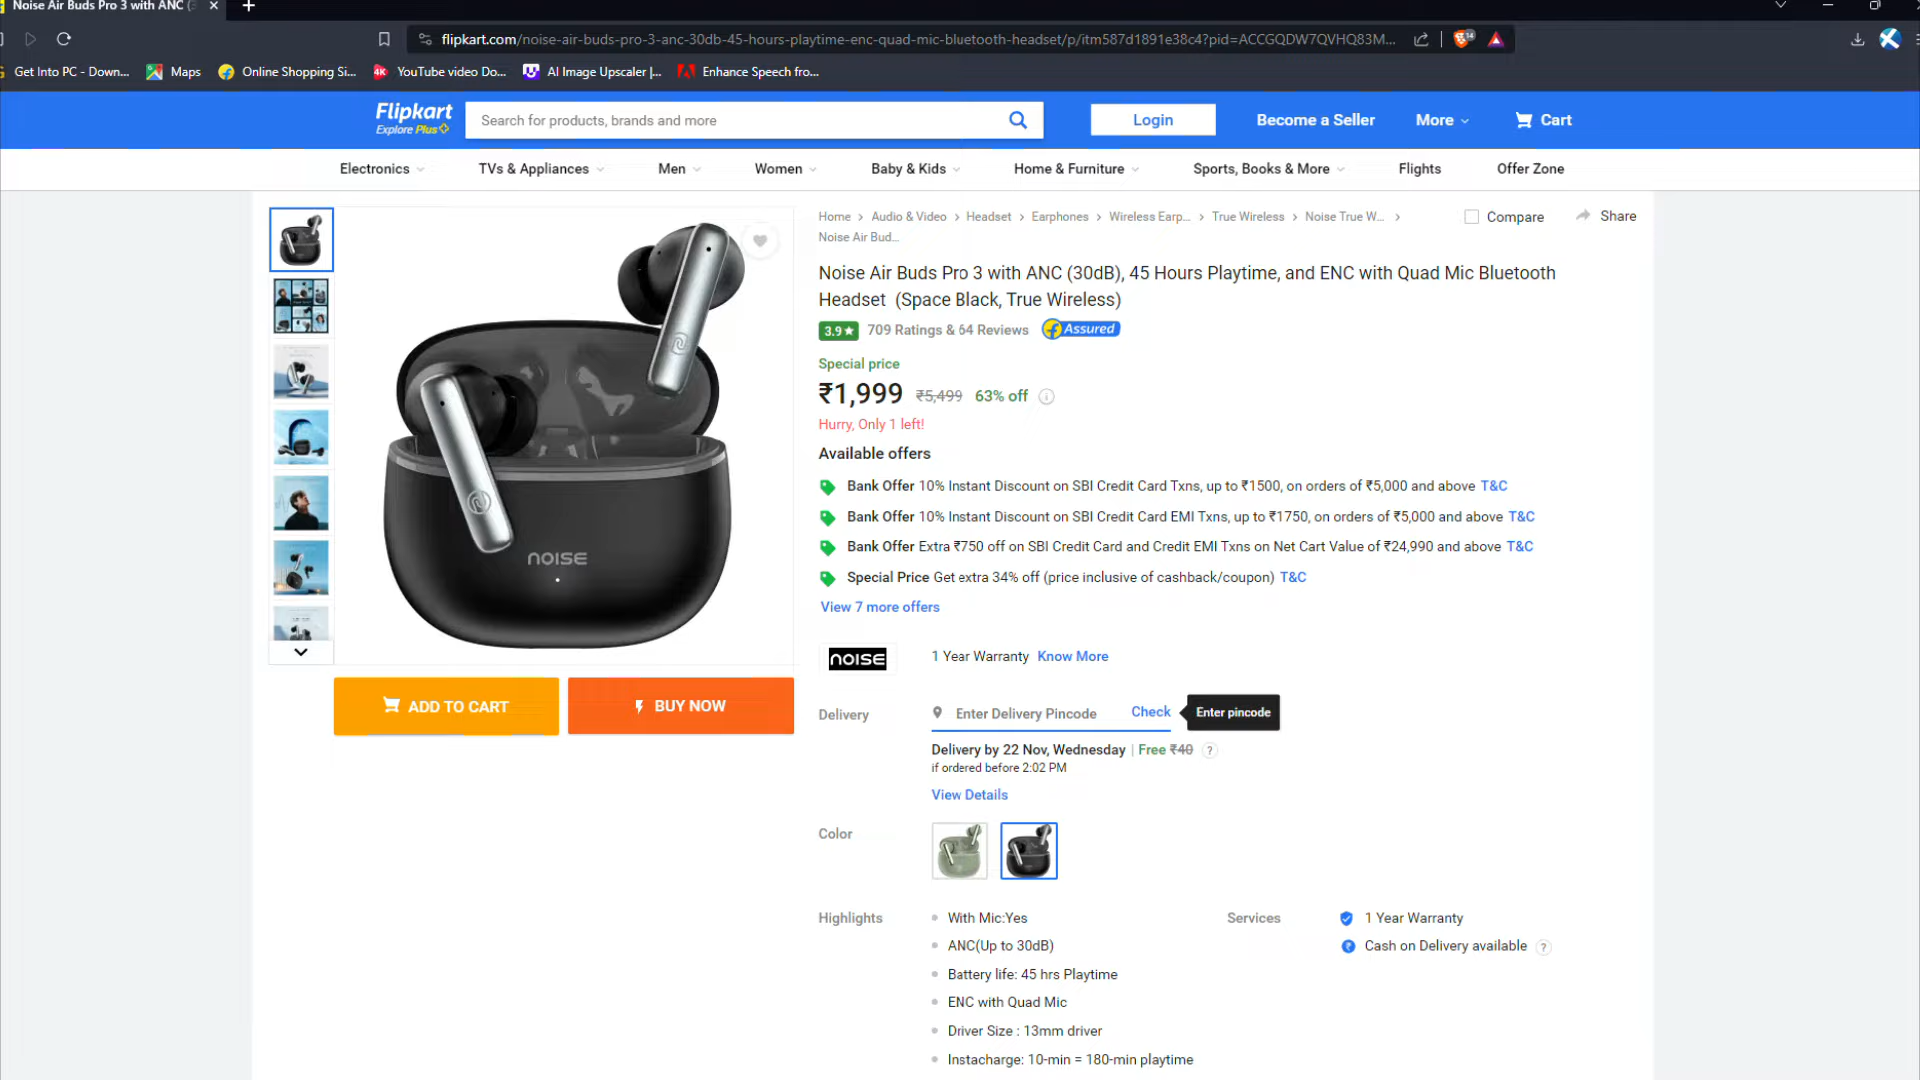 Noise Air Buds Pro 3 with ANC (3
flipkart.com/noise-air-buds-pro-3-anc-30db-45-hours-playtime-enc-quad-mic-bluetooth-headset/p/itm587d1891e38c4?pid=ACCGQDW7QVHQ83M...
14
Get Into PC - Down... Maps Online Shopping Si... 4K YouTube video Do... AI Image Upscaler |... Enhance Speech fro...
Flipkart
Explore Plus
Search for products, brands and more
Login Become a Seller More Cart
Electronics TVs & Appliances Men Women Baby & Kids Home & Furniture Sports, Books & More Flights Offer Zone
Home > Audio & Video > Headset > Earphones > Wireless Earp... > True Wireless > Noise True W... >
Noise Air Bud...
Compare Share
Noise Air Buds Pro 3 with ANC (30dB), 45 Hours Playtime, and ENC with Quad Mic Bluetooth
Headset (Space Black, True Wireless)
3.9★ 709 Ratings & 64 Reviews Assured
Special price
₹1,999 ₹5,499 63% off
Hurry, Only 1 left!
Available offers
Bank Offer 10% Instant Discount on SBI Credit Card Txns, up to ₹1500, on orders of ₹5,000 and above T&C
Bank Offer 10% Instant Discount on SBI Credit Card EMI Txns, up to ₹1750, on orders of ₹5,000 and above T&C
Bank Offer Extra ₹750 off on SBI Credit Card and Credit EMI Txns on Net Cart Value of ₹24,990 and above T&C
Special Price Get extra 34% off (price inclusive of cashback/coupon) T&C
View 7 more offers
NOISE
ADD TO CART
BUY NOW
noise 1 Year Warranty Know More
Delivery Enter Delivery Pincode Check Enter pincode
Delivery by 22 Nov, Wednesday | Free ₹40 ?
if ordered before 2:02 PM
View Details
Color
Highlights
With Mic:Yes
ANC(Up to 30dB)
Battery life: 45 hrs Playtime
ENC with Quad Mic
Driver Size : 13mm driver
Instacharge: 10-min = 180-min playtime
Services
1 Year Warranty
Cash on Delivery available ?